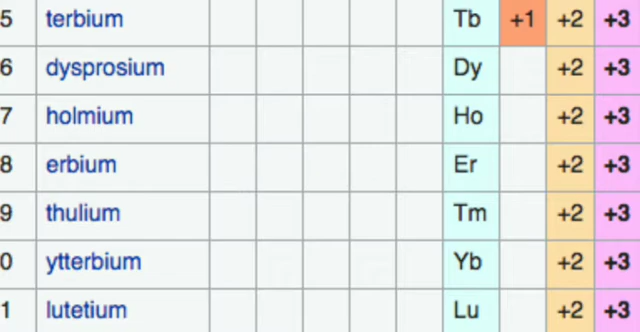 5 terbium Tb +1 +2 +3
6 dysprosium Dy +2 +3
7 holmium Ho +2 +3
8 erbium Er +2 +3
9 thulium Tm +2 +3
0 ytterbium Yb +2 +3
1 lutetium Lu +2 +3